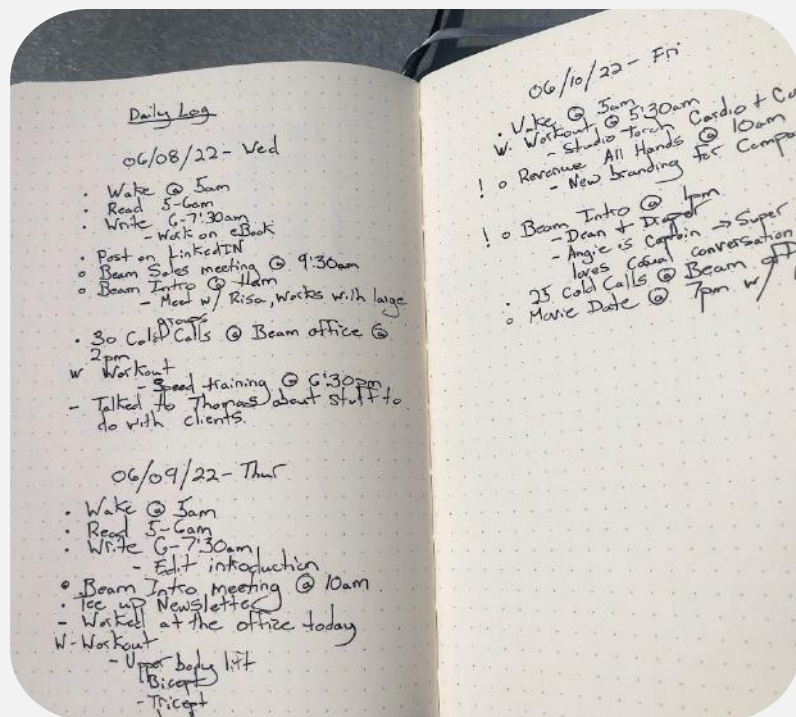 Daily Log
06/08/22 - Wed
· Wake @ 5am
· Read 5-6am
· Write 6-7:30am
- Work on eBook
· Post on LinkedIN
o Beam Sales meeting @ 9:30am
o Beam Intro @ 11am
- Meet w/ Risa, works with large
groups
· 30 Cold Calls @ Beam office @
2pm
w Workout
- Speed training @ 6:30pm
- Talked to Thomas about stuff to
do with clients.
06/09/22 - Thur
· Wake @ 5am
· Read 5-6am
· Write 6-7:30am
- Edit introduction
o Beam Intro meeting @ 10am
· Tee up Newsletter
- Worked at the office today
W - Workout
- Upper body lift
Bicept
- Tricept
06/10/22 - Fri
· Wake @ 5am
W. Workout @ 5:30am
- Studio Torch Cardio +
! o Revenue All Hands @ 10am
- New branding for
! o Beam Intro @ 1pm
- Dean + Draper
- Angie is Captain → Super
loves casual conversation
· 25 Cold Calls @ Beam
o Movie Date @ 7pm w/